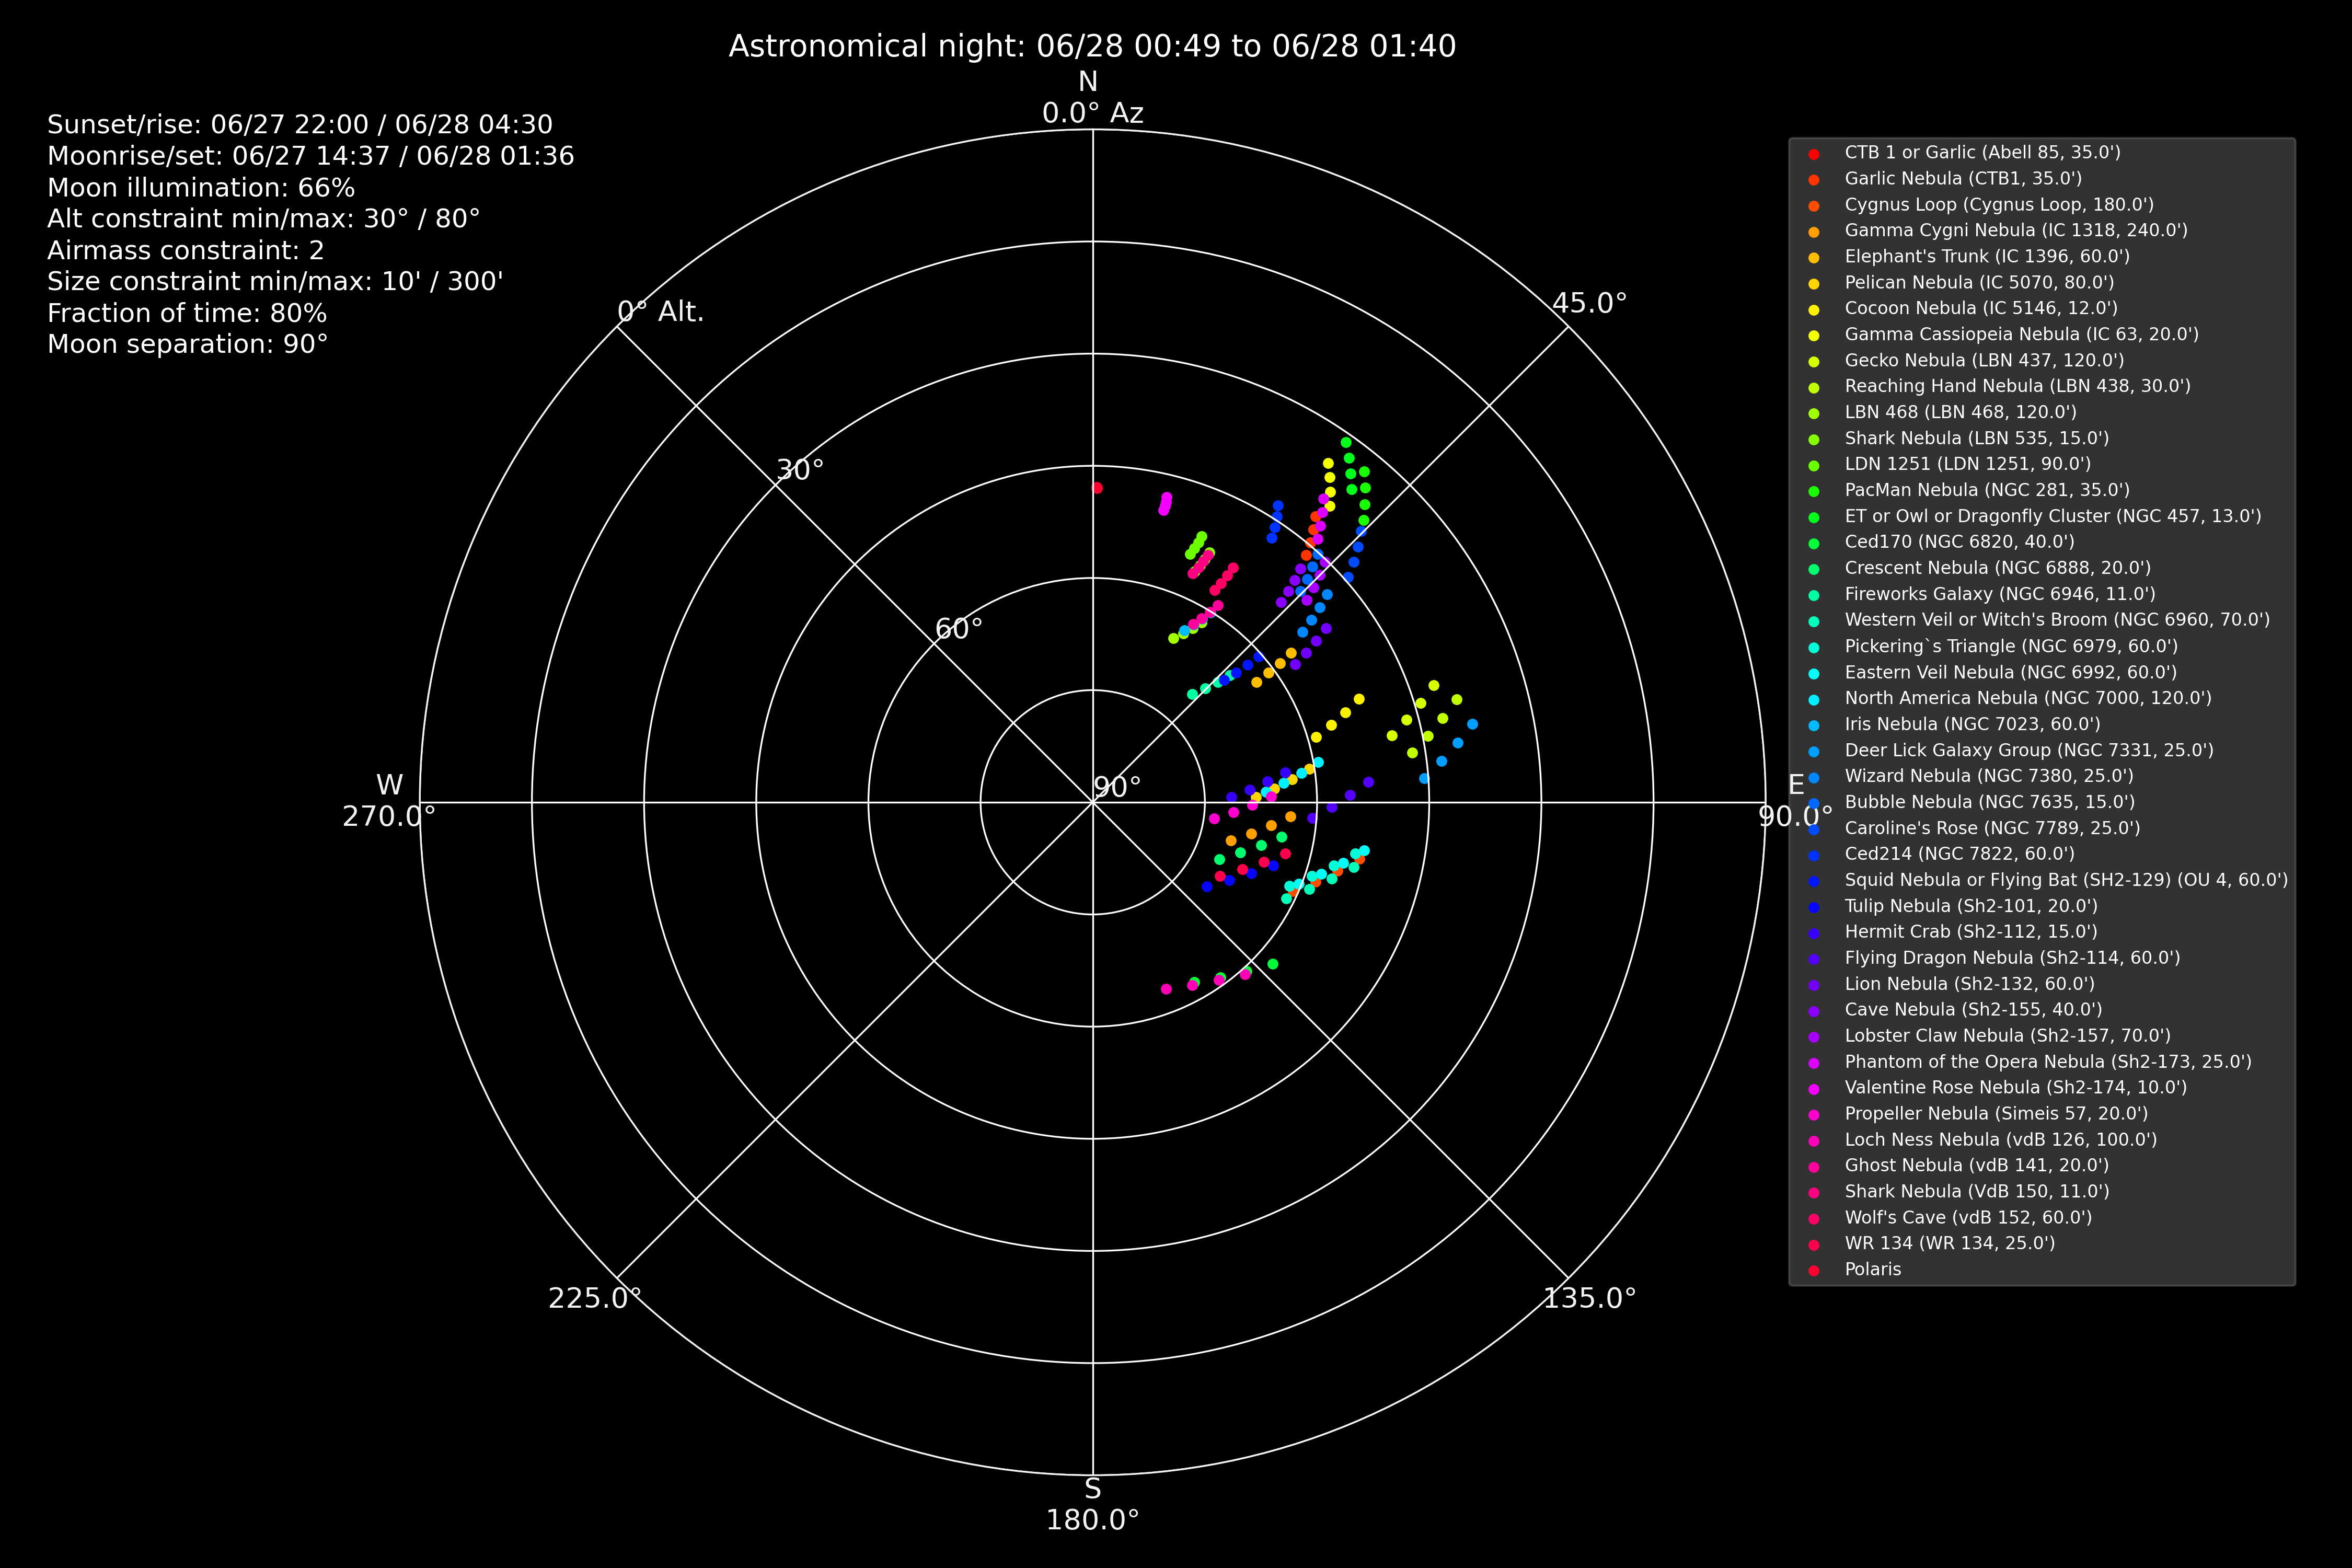 Astronomical night: 06/28 00:49 to 06/28 01:40
N
0.0° Az
Sunset/rise: 06/27 22:00 / 06/28 04:30
Moonrise/set: 06/27 14:37 / 06/28 01:36
Moon illumination: 66%
Alt constraint min/max: 30° / 80°
Airmass constraint: 2
Size constraint min/max: 10' / 300'
Fraction of time: 80%
Moon separation: 90°
0° Alt.
45.0°
30°
60°
90°
W
270.0°
E
90.0°
225.0°
135.0°
S
180.0°
CTB 1 or Garlic (Abell 85, 35.0')
Garlic Nebula (CTB1, 35.0')
Cygnus Loop (Cygnus Loop, 180.0')
Gamma Cygni Nebula (IC 1318, 240.0')
Elephant's Trunk (IC 1396, 60.0')
Pelican Nebula (IC 5070, 80.0')
Cocoon Nebula (IC 5146, 12.0')
Gamma Cassiopeia Nebula (IC 63, 20.0')
Gecko Nebula (LBN 437, 120.0')
Reaching Hand Nebula (LBN 438, 30.0')
LBN 468 (LBN 468, 120.0')
Shark Nebula (LBN 535, 15.0')
LDN 1251 (LDN 1251, 90.0')
PacMan Nebula (NGC 281, 35.0')
ET or Owl or Dragonfly Cluster (NGC 457, 13.0')
Ced170 (NGC 6820, 40.0')
Crescent Nebula (NGC 6888, 20.0')
Fireworks Galaxy (NGC 6946, 11.0')
Western Veil or Witch's Broom (NGC 6960, 70.0')
Pickering`s Triangle (NGC 6979, 60.0')
Eastern Veil Nebula (NGC 6992, 60.0')
North America Nebula (NGC 7000, 120.0')
Iris Nebula (NGC 7023, 60.0')
Deer Lick Galaxy Group (NGC 7331, 25.0')
Wizard Nebula (NGC 7380, 25.0')
Bubble Nebula (NGC 7635, 15.0')
Caroline's Rose (NGC 7789, 25.0')
Ced214 (NGC 7822, 60.0')
Squid Nebula or Flying Bat (SH2-129) (OU 4, 60.0')
Tulip Nebula (Sh2-101, 20.0')
Hermit Crab (Sh2-112, 15.0')
Flying Dragon Nebula (Sh2-114, 60.0')
Lion Nebula (Sh2-132, 60.0')
Cave Nebula (Sh2-155, 40.0')
Lobster Claw Nebula (Sh2-157, 70.0')
Phantom of the Opera Nebula (Sh2-173, 25.0')
Valentine Rose Nebula (Sh2-174, 10.0')
Propeller Nebula (Simeis 57, 20.0')
Loch Ness Nebula (vdB 126, 100.0')
Ghost Nebula (vdB 141, 20.0')
Shark Nebula (VdB 150, 11.0')
Wolf's Cave (vdB 152, 60.0')
WR 134 (WR 134, 25.0')
Polaris